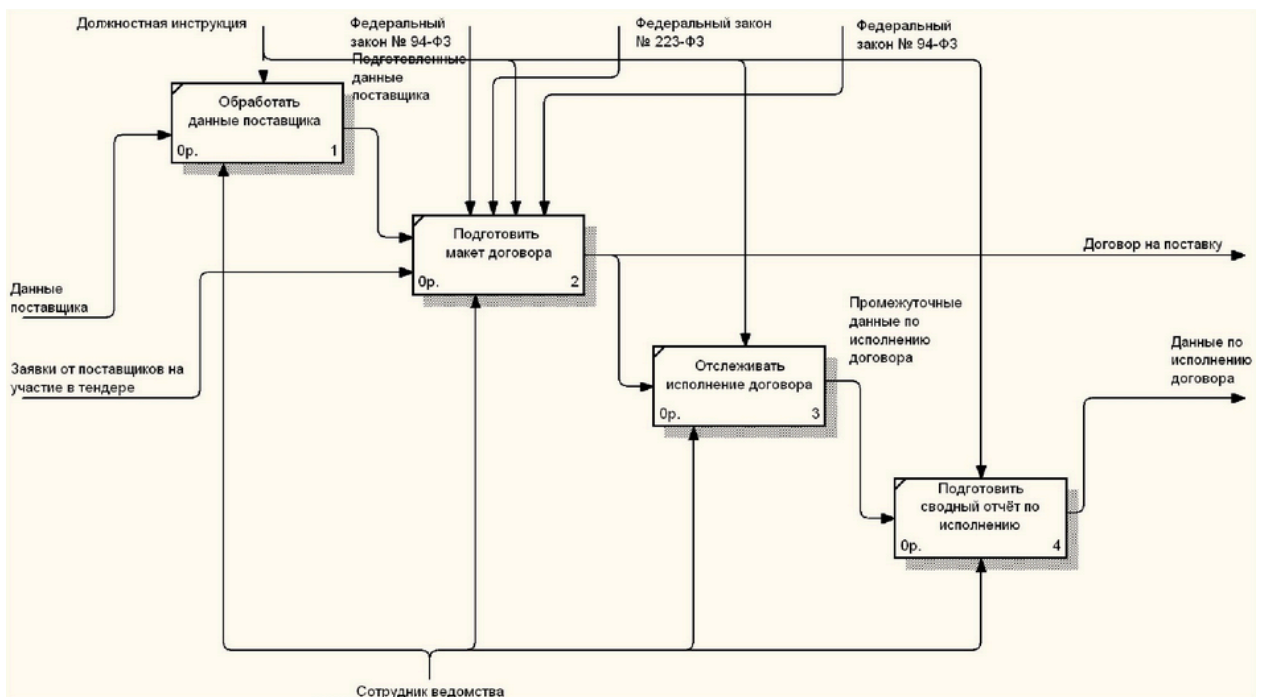 Должностная инструкция
Федеральный
закон № 94-ФЗ
Федеральный закон
№ 223-ФЗ
Федеральный
закон № 94-ФЗ
Подготовленные
данные
поставщика
Обработать
данные поставщика
0р. 1
Подготовить
макет договора
0р. 2
Договор на поставку
Данные
поставщика
Заявки от поставщиков на
участие в тендере
Промежуточные
данные по
исполнению
договора
Отслеживать
исполнение договора
0р. 3
Данные по
исполнению
договора
Подготовить
сводный отчёт по
исполнению
0р. 4
Сотрудник ведомства